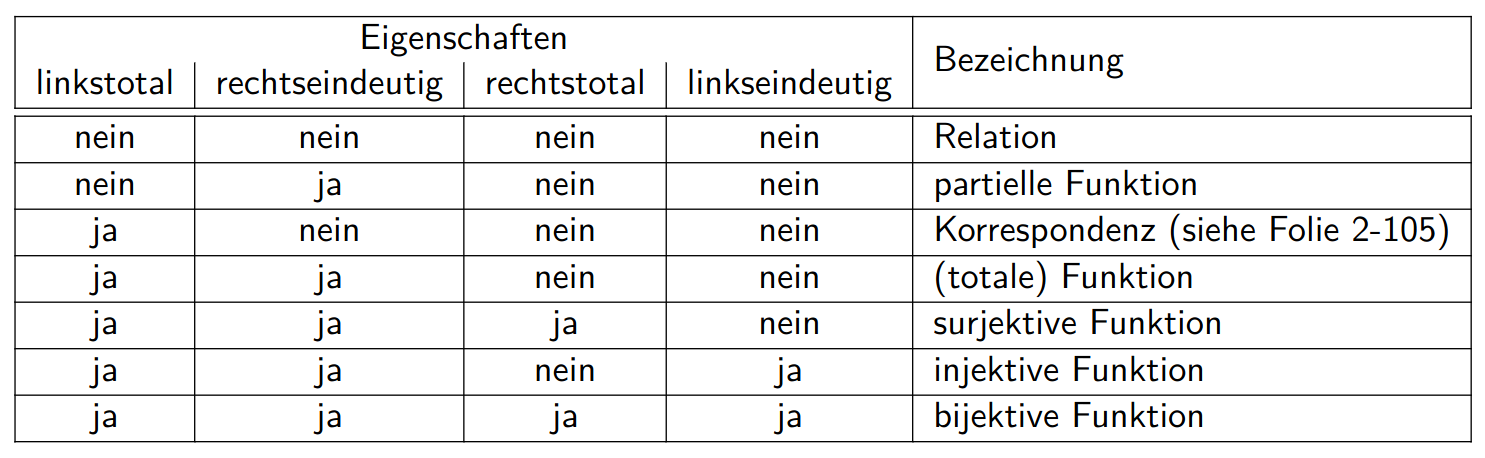 Eigenschaften
Bezeichnung
linkstotal rechtseindeutig rechtstotal linkseindeutig
nein nein nein nein Relation
nein ja nein nein partielle Funktion
ja nein nein nein Korrespondenz (siehe Folie 2-105)
ja ja nein nein (totale) Funktion
ja ja ja nein surjektive Funktion
ja ja nein ja injektive Funktion
ja ja ja ja bijektive Funktion